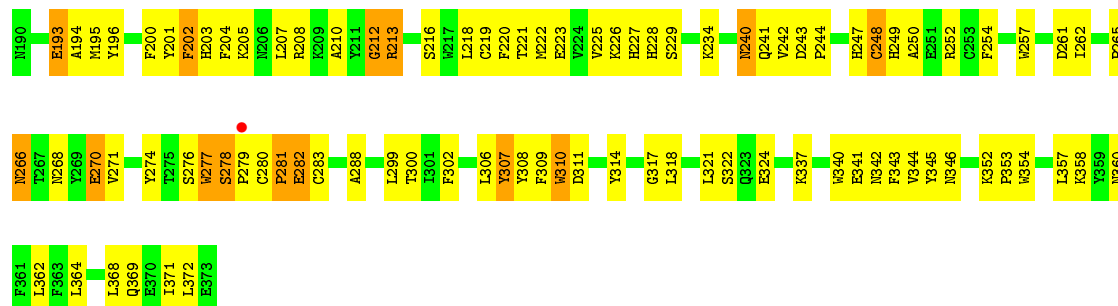 N190 E193 A194 M195 Y196 F200 Y201 F202 H203 F204 K205 N206 L207 R208 K209 A210 Y211 G212 R213 S216 W217 L218 C219 F220 T221 M222 E223 V224 V225 K226 H227 H228 S229 K234 N240 Q241 V242 D243 P244 H247 C248 H249 A250 E251 R252 C253 F254 W257 D261 I262
N266 T267 N268 Y269 E270 V271 Y274 T275 S276 W277 S278 P279 C280 P281 E282 C283 A288 L299 T300 I301 F302 L306 Y307 Y308 F309 W310 D311 Y314 G317 L318 L321 S322 Q323 E324 K337 W340 E341 N342 F343 V344 Y345 N346 K352 P353 W354 L357 K358 Y359 N360
F361 L362 F363 L364 L368 Q369 E370 I371 L372 E373